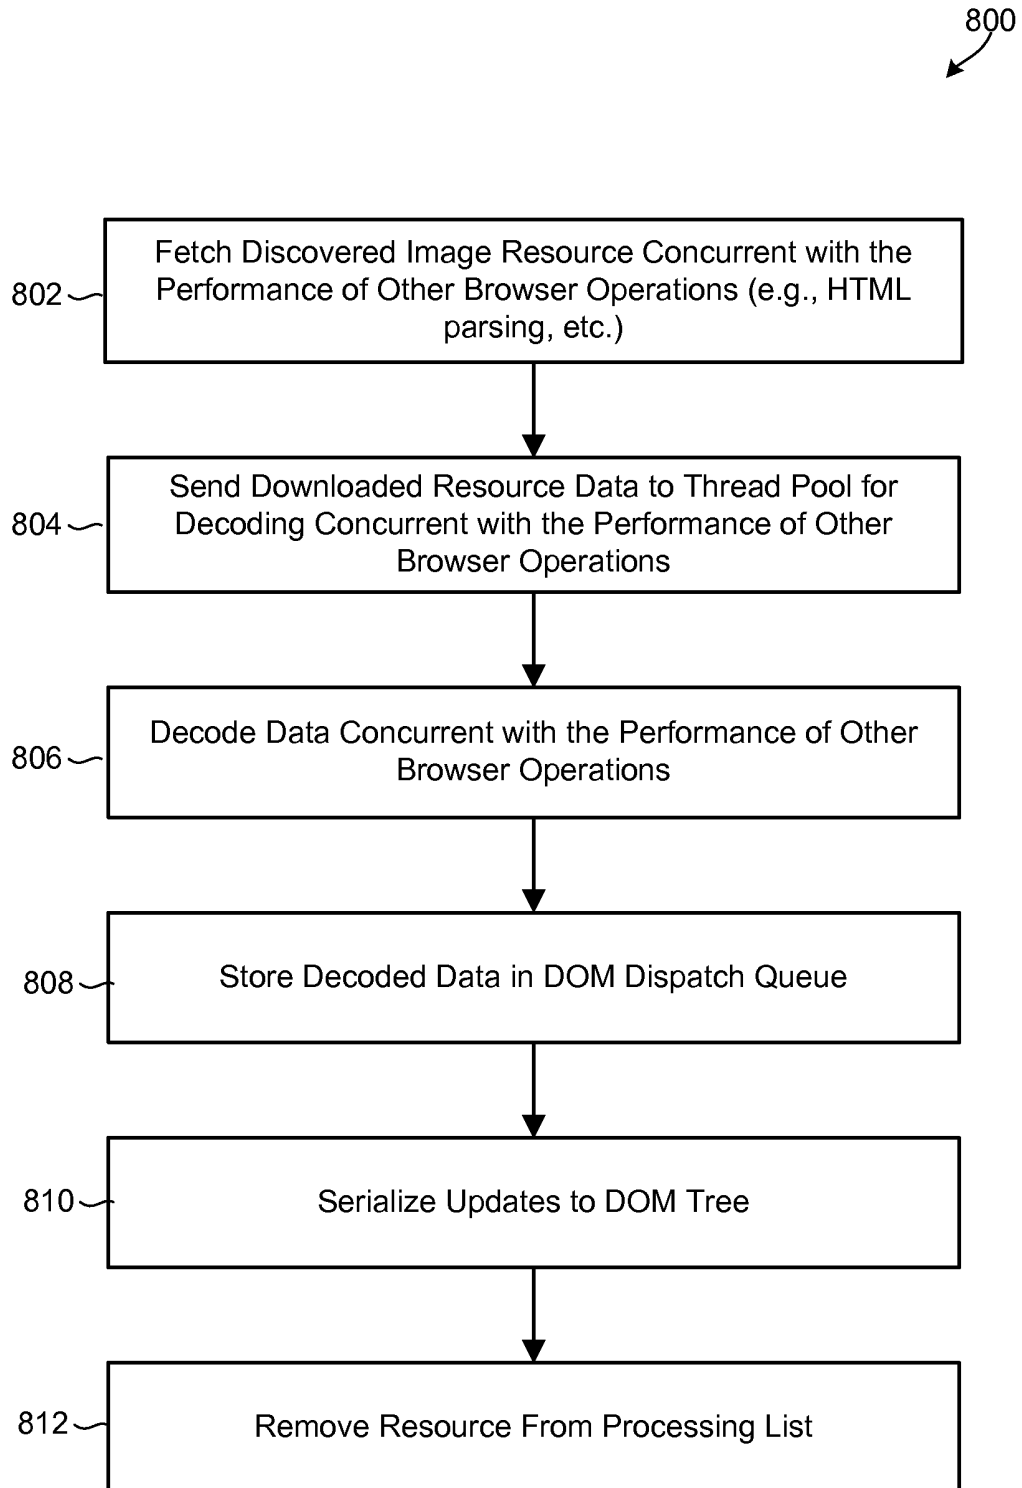 800
802
Fetch Discovered Image Resource Concurrent with the
Performance of Other Browser Operations (e.g., HTML
parsing, etc.)
804
Send Downloaded Resource Data to Thread Pool for
Decoding Concurrent with the Performance of Other
Browser Operations
806
Decode Data Concurrent with the Performance of Other
Browser Operations
808
Store Decoded Data in DOM Dispatch Queue
810
Serialize Updates to DOM Tree
812
Remove Resource From Processing List